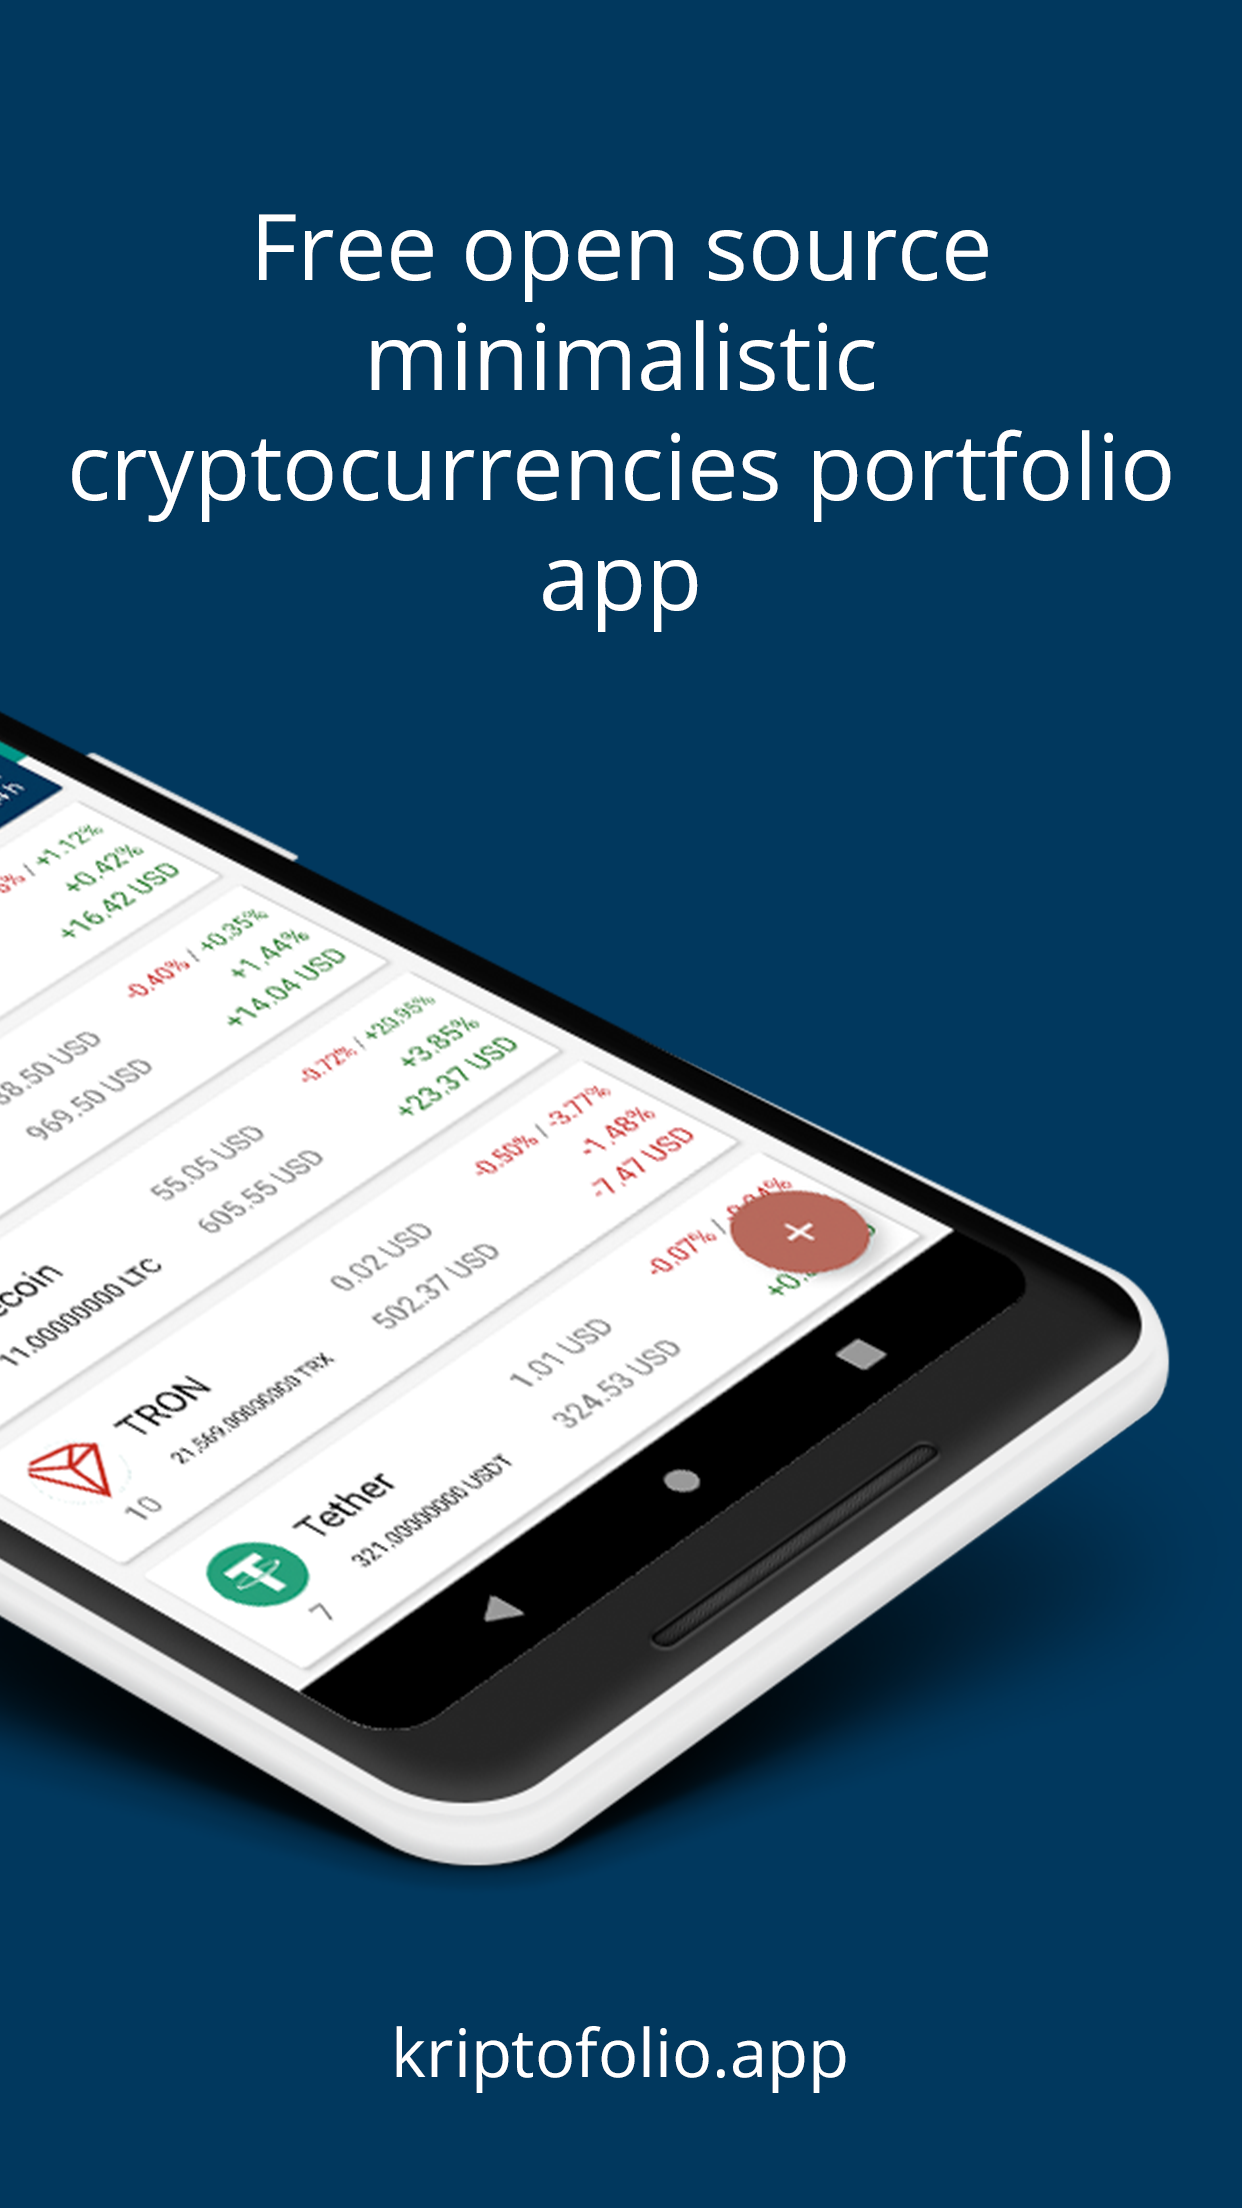 Free open source
minimalistic
cryptocurrencies portfolio
app
+1.12%
+0.42%
+16.42 USD
-0.40% / +0.35%
+1.44%
969.50 USD
+14.04 USD
-0.72% / +20.95%
55.05 USD
+3.85%
11.00000000 LTC
605.55 USD
+23.37 USD
-0.50% / -3.77%
TRON
0.02 USD
-1.48%
21,569.00000000 TRX
502.37 USD
-7.47 USD
10
-0.07% /
Tether
1.01 USD
321.00000000 USDT
324.53 USD
7
kriptofolio.app